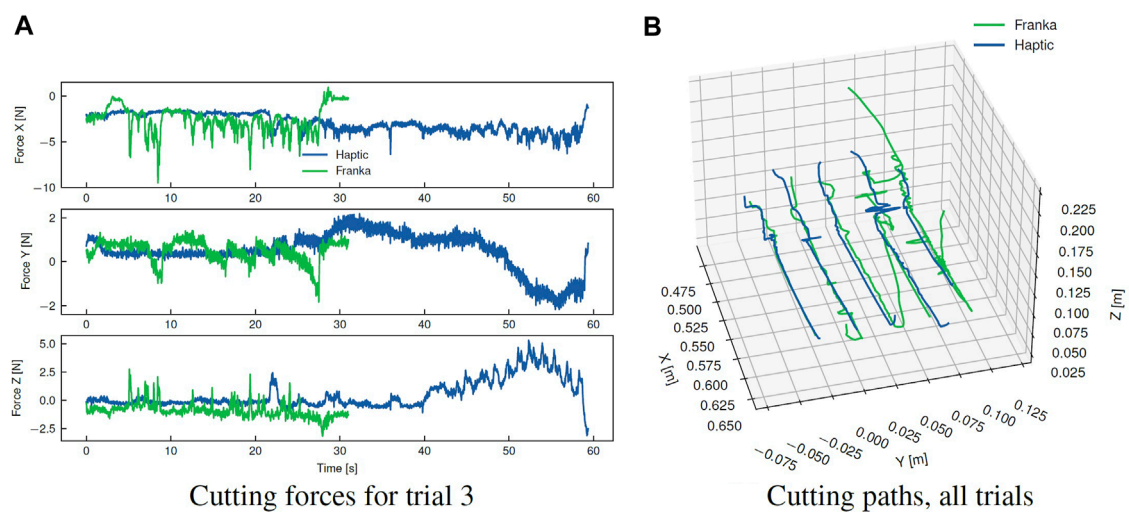 A
B
Franka
Haptic
Force X [N]
0
−5
−10
Haptic
Franka
0 10 20 30 40 50 60
Force Y [N]
2
0
−2
0 10 20 30 40 50 60
Force Z [N]
5.0
2.5
0.0
−2.5
0 10 20 30 40 50 60
Time [s]
X [m]
0.475
0.500
0.525
0.550
0.575
0.600
0.625
0.650
−0.075
−0.050
−0.025
0.000
0.025
0.050
0.075
0.100
0.125
Y [m]
0.225
0.200
0.175
0.150
0.125
0.100
0.075
0.050
0.025
Z [m]
Cutting forces for trial 3
Cutting paths, all trials